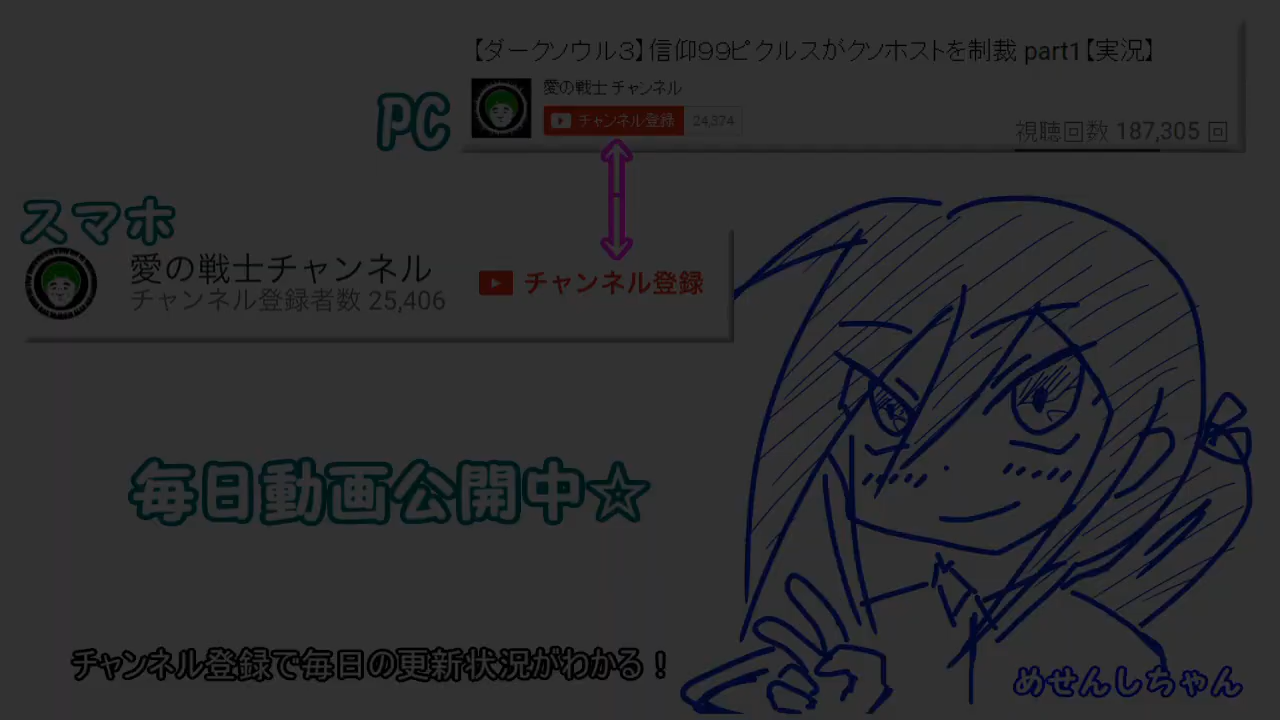 【ダークソウル3】信仰99ピクルスがクソホストを制裁 part1【実況】
愛の戦士 チャンネル
PC
チャンネル登録 24,374
視聴回数 187,305 回
スマホ
愛の戦士チャンネル
チャンネル登録
チャンネル登録者数 25,406
毎日動画公開中☆
チャンネル登録で毎日の更新状況がわかる！
めせんしちゃん